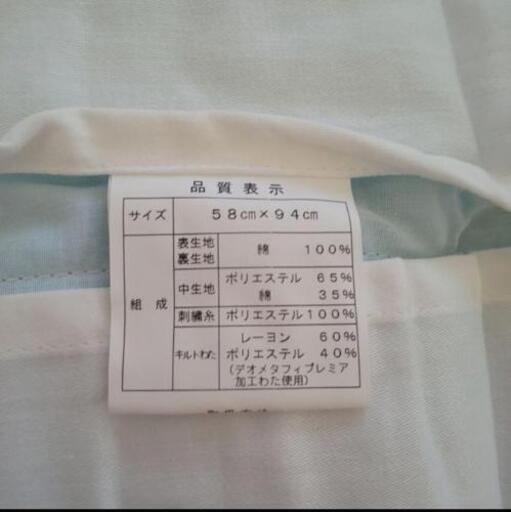 品質表示
サイズ ５８㎝×９４㎝
組成
表生地 裏生地 綿 １００％
中生地 ポリエステル ６５％
綿 ３５％
刺繍糸 ポリエステル１００％
キルトわた レーヨン ６０％
ポリエステル ４０％
（デオメタフィプレミア
加工わた使用）